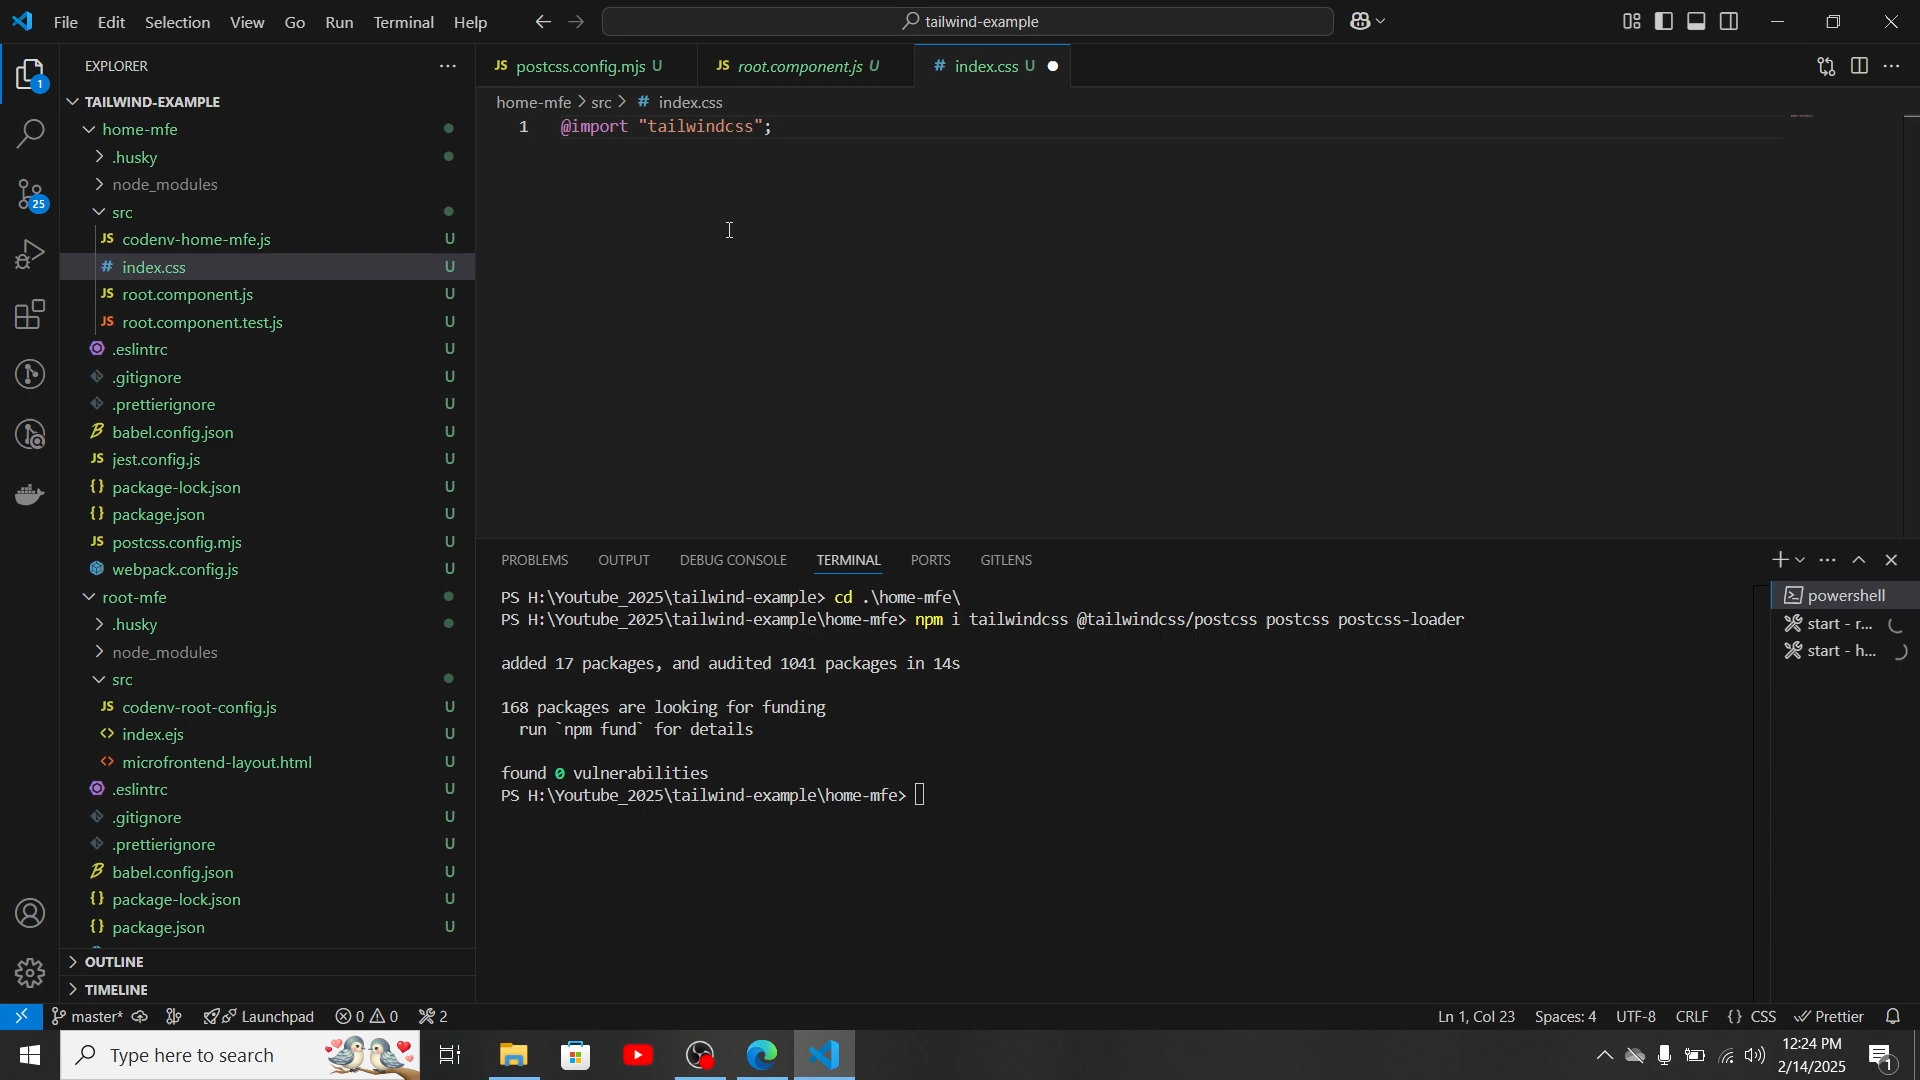 File Edit Selection View Go Run Terminal Help
tailwind-example
EXPLORER
TAILWIND-EXAMPLE
home-mfe
.husky
node_modules
src
codenv-home-mfe.js U
index.css U
root.component.js U
root.component.test.js U
.eslintrc U
.gitignore U
.prettierignore U
babel.config.json U
jest.config.js U
package-lock.json U
package.json U
postcss.config.mjs U
webpack.config.js U
root-mfe
.husky
node_modules
src
codenv-root-config.js U
index.ejs U
microfrontend-layout.html U
.eslintrc U
.gitignore U
.prettierignore U
babel.config.json U
package-lock.json U
package.json U
OUTLINE
TIMELINE
1
25
JS postcss.config.mjs U
JS root.component.js U
# index.css U
home-mfe > src > # index.css
1 @import "tailwindcss";
PROBLEMS OUTPUT DEBUG CONSOLE TERMINAL PORTS GITLENS
PS H:\Youtube_2025\tailwind-example> cd .\home-mfe\
PS H:\Youtube_2025\tailwind-example\home-mfe> npm i tailwindcss @tailwindcss/postcss postcss postcss-loader
added 17 packages, and audited 1041 packages in 14s
168 packages are looking for funding
run `npm fund` for details
found 0 vulnerabilities
PS H:\Youtube_2025\tailwind-example\home-mfe>
powershell
start - r...
start - h...
master* Launchpad 0 0 2
Ln 1, Col 23 Spaces: 4 UTF-8 CRLF {} CSS Prettier
Type here to search
12:24 PM
2/14/2025
1